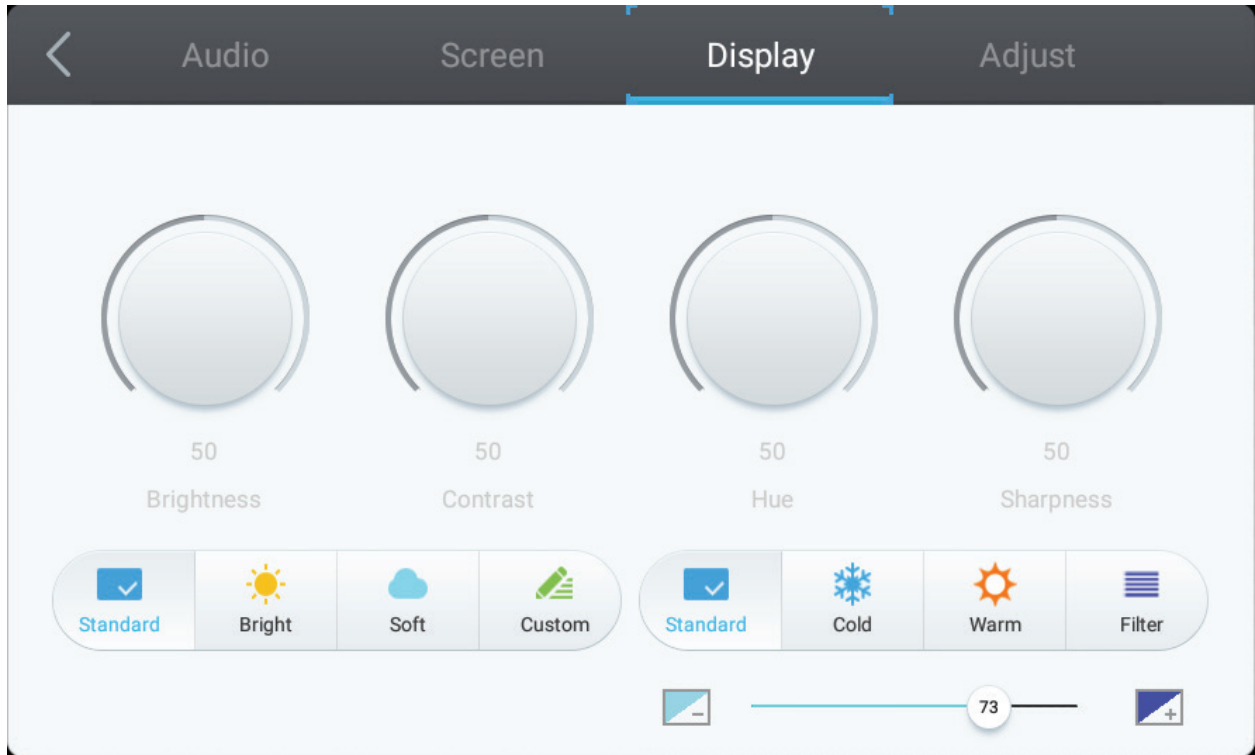 Audio Screen Display Adjust
50 50 50 50
Brightness Contrast Hue Sharpness
Standard Bright Soft Custom Standard Cold Warm Filter
73